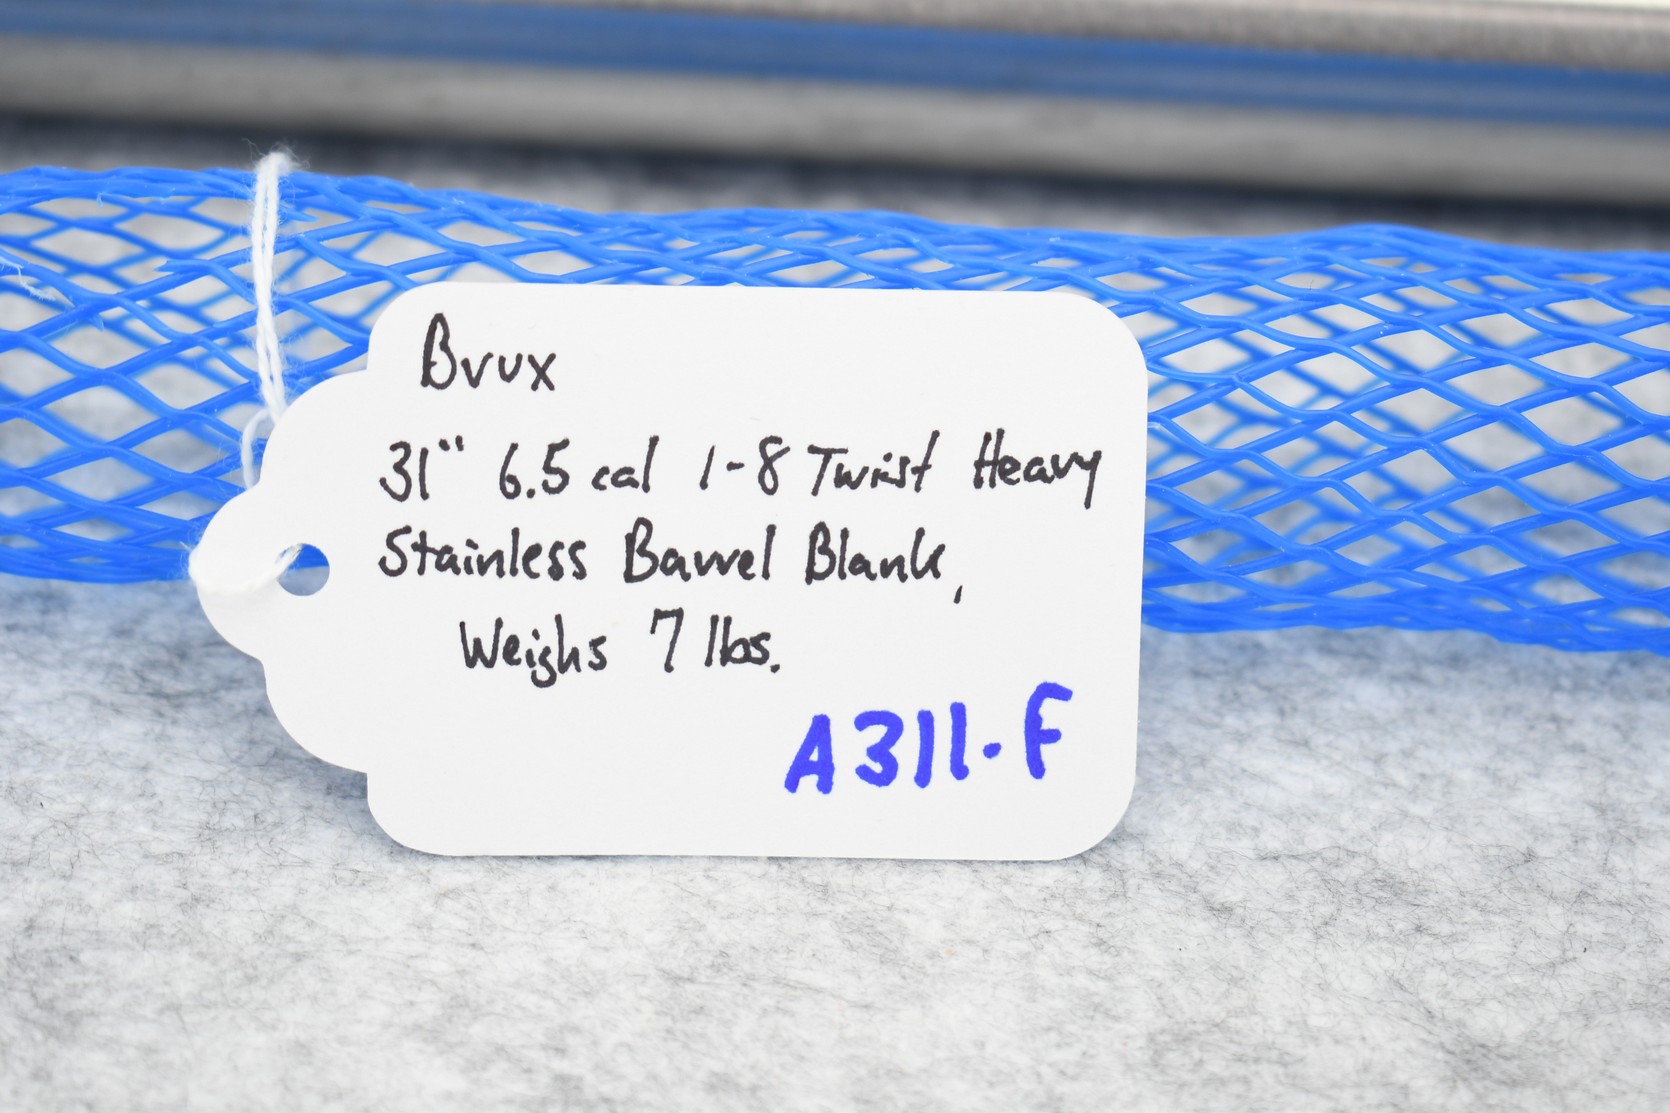 Brux
31" 6.5 cal 1-8 Twist Heavy
Stainless Barrel Blank,
Weighs 7 lbs.
A311-F